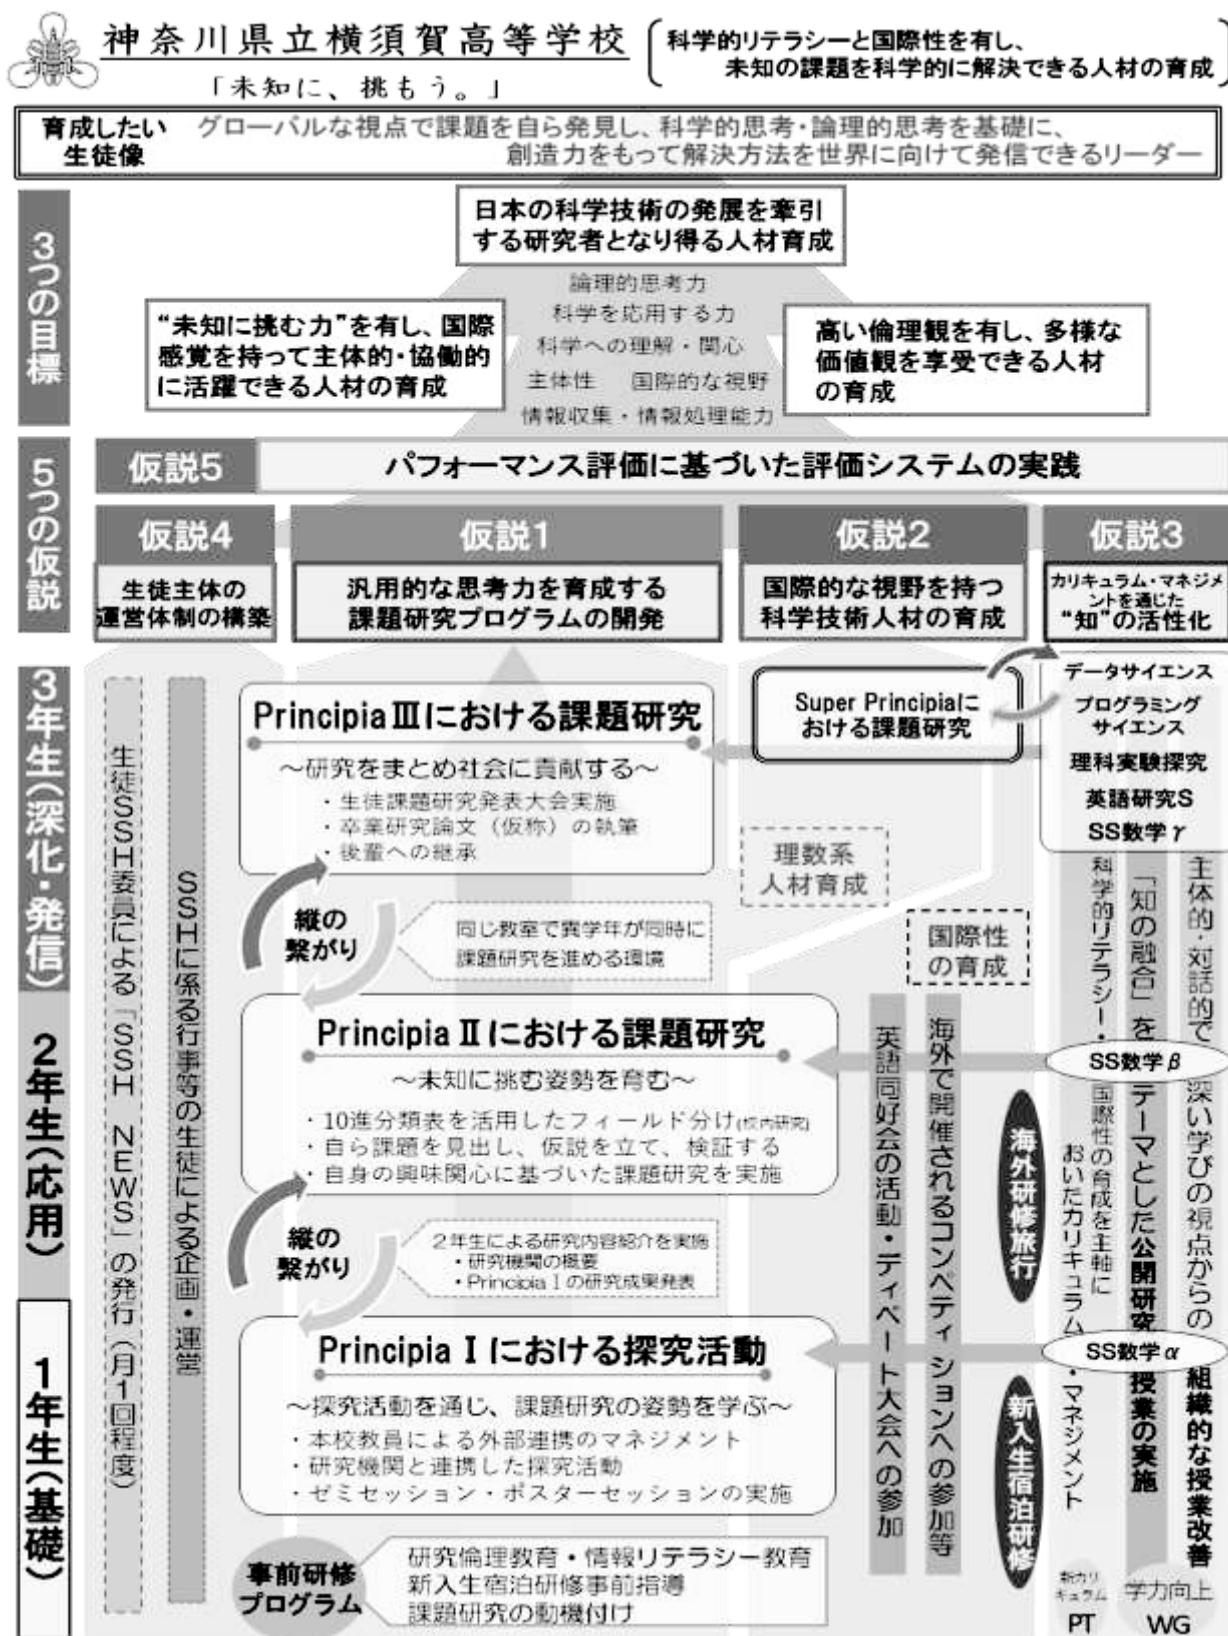 神奈川県立横須賀高等学校
「未知に、挑もう。」
科学的リテラシーと国際性を有し、
未知の課題を科学的に解決できる人材の育成
育成したい
生徒像
グローバルな視点で課題を自ら発見し、科学的思考・論理的思考を基礎に、
創造力をもって解決方法を世界に向けて発信できるリーダー
3つの目標
日本の科学技術の発展を牽引
する研究者となり得る人材育成
論理的思考力
科学を応用する力
科学への理解・関心
主体性 国際的な視野
情報収集・情報処理能力
“未知に挑む力”を有し、国際
感覚を持って主体的・協働的
に活躍できる人材の育成
高い倫理観を有し、多様な
価値観を享受できる人材
の育成
5つの仮説
仮説5
パフォーマンス評価に基づいた評価システムの実践
仮説4
生徒主体の
運営体制の構築
仮説1
汎用的な思考力を育成する
課題研究プログラムの開発
仮説2
国際的な視野を持つ
科学技術人材の育成
仮説3
カリキュラム・マネジメ
ントを通じた
“知”の活性化
3年生(深化・発信)
2年生(応用)
1年生(基礎)
生徒SSH委員による「SSH NEWS」の発行(月1回程度)
SSHに係る行事等の生徒による企画・運営
PrincipiaⅢにおける課題研究
～研究をまとめ社会に貢献する～
・生徒課題研究発表大会実施
・卒業研究論文(仮称)の執筆
・後輩への継承
縦の
繋がり
同じ教室で異学年が同時に
課題研究を進める環境
Principia Ⅱにおける課題研究
～未知に挑む姿勢を育む～
・10進分類表を活用したフィールド分け(校内研究)
・自ら課題を見出し、仮説を立て、検証する
・自身の興味関心に基づいた課題研究を実施
縦の
繋がり
2年生による研究内容紹介を実施
・研究機関の概要
・PrincipiaⅠの研究成果発表
PrincipiaⅠにおける探究活動
～探究活動を通じ、課題研究の姿勢を学ぶ～
・本校教員による外部連携のマネジメント
・研究機関と連携した探究活動
・ゼミセッション・ポスターセッションの実施
事前研修
プログラム
研究倫理教育・情報リテラシー教育
新入生宿泊研修事前指導
課題研究の動機付け
Super Principiaに
おける課題研究
理数系
人材育成
国際性
の育成
英語同好会の活動・ディベート大会への参加
海外で開催されるコンペティションへの参加等
海外研修旅行
新入生宿泊研修
データサイエンス
プログラミング
サイエンス
理科実験探究
英語研究S
SS数学γ
SS数学β
SS数学α
科学的リテラシー・国際性の育成を主軸に
おいたカリキュラム・マネジメント
「知の融合」をテーマとした公開研究授業の実施
主体的・対話的で深い学びの視点からの組織的な授業改善
新カリ
キュラム
PT
学力向上
WG